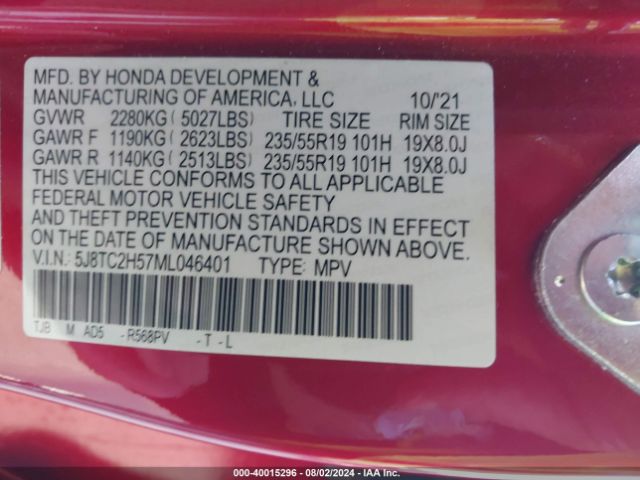 MFD. BY HONDA DEVELOPMENT &
MANUFACTURING OF AMERICA, LLC 10/'21
GVWR 2280KG ( 5027LBS) TIRE SIZE RIM SIZE
GAWR F 1190KG ( 2623LBS) 235/55R19 101H 19X8.0J
GAWR R 1140KG ( 2513LBS) 235/55R19 101H 19X8.0J
THIS VEHICLE CONFORMS TO ALL APPLICABLE
FEDERAL MOTOR VEHICLE SAFETY
AND THEFT PREVENTION STANDARDS IN EFFECT
ON THE DATE OF MANUFACTURE SHOWN ABOVE.
V.I.N.: 5J8TC2H57ML046401 TYPE: MPV
TJB M AD5 -R568PV - T - L
000-40015296 - 08/02/2024 - IAA Inc.